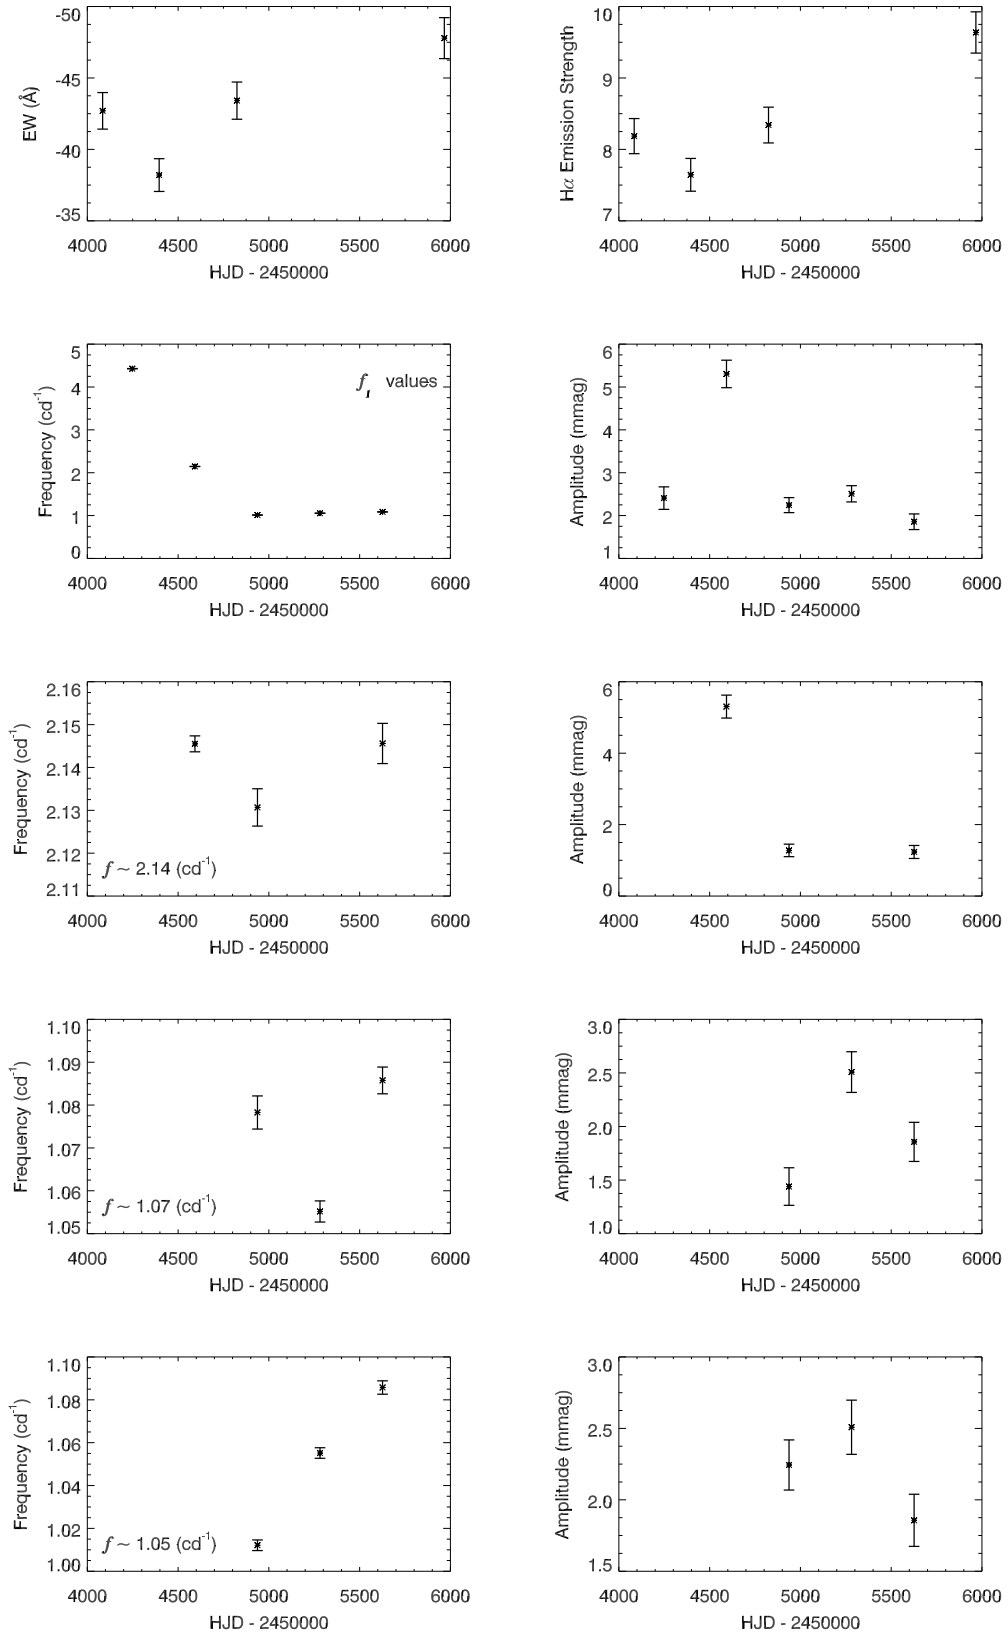 EW (Å)
-50
-45
-40
-35
4000 4500 5000 5500 6000
HJD - 2450000
Hα Emission Strength
10
9
8
7
4000 4500 5000 5500 6000
HJD - 2450000
Frequency (cd⁻¹)
5
4
3
2
1
0
f₁ values
4000 4500 5000 5500 6000
HJD - 2450000
Amplitude (mmag)
6
5
4
3
2
1
4000 4500 5000 5500 6000
HJD - 2450000
Frequency (cd⁻¹)
2.16
2.15
2.14
2.13
2.12
2.11
f ~ 2.14 (cd⁻¹)
4000 4500 5000 5500 6000
HJD - 2450000
Amplitude (mmag)
6
4
2
0
4000 4500 5000 5500 6000
HJD - 2450000
Frequency (cd⁻¹)
1.10
1.09
1.08
1.07
1.06
1.05
f ~ 1.07 (cd⁻¹)
4000 4500 5000 5500 6000
HJD - 2450000
Amplitude (mmag)
3.0
2.5
2.0
1.5
1.0
4000 4500 5000 5500 6000
HJD - 2450000
Frequency (cd⁻¹)
1.10
1.08
1.06
1.04
1.02
1.00
f ~ 1.05 (cd⁻¹)
4000 4500 5000 5500 6000
HJD - 2450000
Amplitude (mmag)
3.0
2.5
2.0
1.5
4000 4500 5000 5500 6000
HJD - 2450000